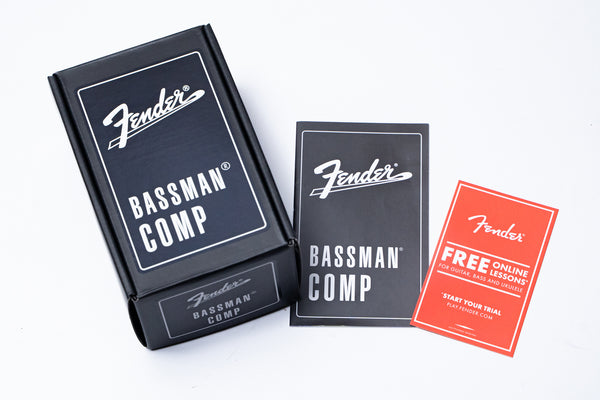 Fender®
BASSMAN®
COMP
Fender
BASSMAN®
COMP
Fender®
BASSMAN®
COMP
Fender®
FREE ONLINE LESSONS*
FOR GUITAR, BASS AND UKULELE
*START YOUR TRIAL
PLAY.FENDER.COM